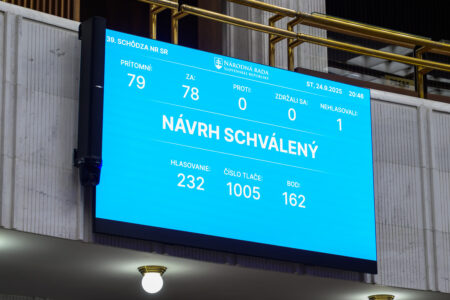 39. SCHÔDZA NR SR
NÁRODNÁ RADA
SLOVENSKEJ REPUBLIKY
ST, 24.9.2025 20:46
PRÍTOMNÍ: ZA: PROTI: ZDRŽALI SA: NEHLASOVALI:
79 78 0 0 1
NÁVRH SCHVÁLENÝ
HLASOVANIE: ČÍSLO TLAČE: BOD:
232 1005 162